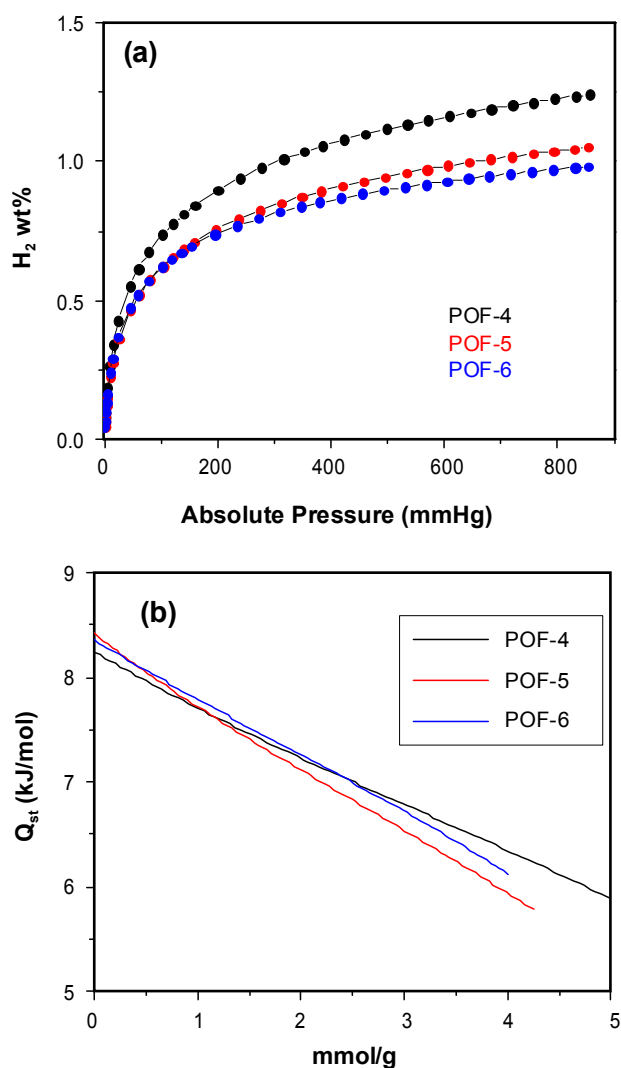 (a)
1.5
1.0
0.5
0.0
H₂ wt%
POF-4
POF-5
POF-6
0 200 400 600 800
Absolute Pressure (mmHg)
(b)
9
8
7
6
5
Qst (kJ/mol)
POF-4
POF-5
POF-6
0 1 2 3 4 5
mmol/g